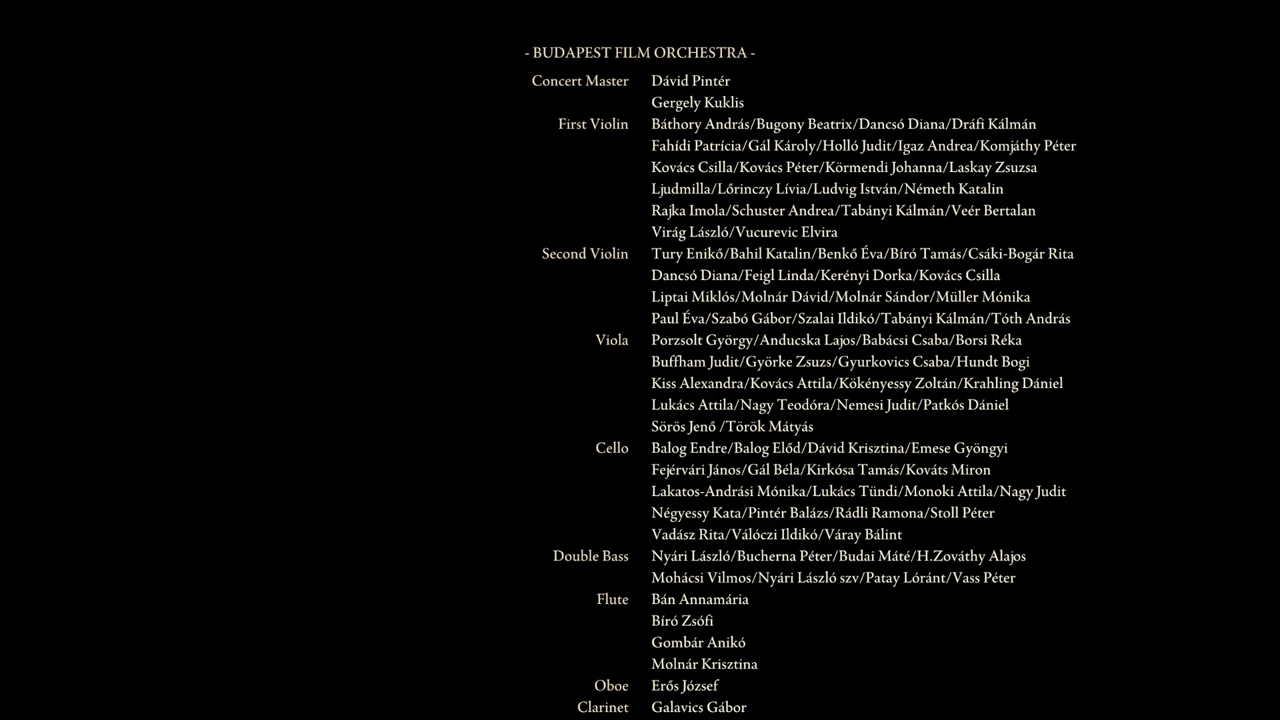 - BUDAPEST FILM ORCHESTRA -
Concert Master Dávid Pintér
Gergely Kuklis
First Violin Báthory András/Bugony Beatrix/Dancsó Diana/Dráfi Kálmán
Fahídi Patrícia/Gál Károly/Holló Judit/Igaz Andrea/Komjáthy Péter
Kovács Csilla/Kovács Péter/Körmendi Johanna/Laskay Zsuzsa
Ljudmilla/Lőrinczy Lívia/Ludvig István/Németh Katalin
Rajka Imola/Schuster Andrea/Tabányi Kálmán/Veér Bertalan
Virág László/Vucurevic Elvira
Second Violin Tury Enikő/Bahil Katalin/Benkő Éva/Bíró Tamás/Csáki-Bogár Rita
Dancsó Diana/Feigl Linda/Kerényi Dorka/Kovács Csilla
Liptai Miklós/Molnár Dávid/Molnár Sándor/Müller Mónika
Paul Éva/Szabó Gábor/Szalai Ildikó/Tabányi Kálmán/Tóth András
Viola Porzsolt György/Anducska Lajos/Babácsi Csaba/Borsi Réka
Buffham Judit/Györke Zsuzs/Gyurkovics Csaba/Hundt Bogi
Kiss Alexandra/Kovács Attila/Kökényessy Zoltán/Krahling Dániel
Lukács Attila/Nagy Teodóra/Nemesi Judit/Patkós Dániel
Sörös Jenő /Török Mátyás
Cello Balog Endre/Balog Előd/Dávid Krisztina/Emese Gyöngyi
Fejérvári János/Gál Béla/Kirkósa Tamás/Kováts Miron
Lakatos-Andrási Mónika/Lukács Tündi/Monoki Attila/Nagy Judit
Négyessy Kata/Pintér Balázs/Rádli Ramona/Stoll Péter
Vadász Rita/Válóczi Ildikó/Váray Bálint
Double Bass Nyári László/Bucherna Péter/Budai Máté/H.Zováthy Alajos
Mohácsi Vilmos/Nyári László szv/Patay Lóránt/Vass Péter
Flute Bán Annamária
Bíró Zsófi
Gombár Anikó
Molnár Krisztina
Oboe Erős József
Clarinet Galavics Gábor